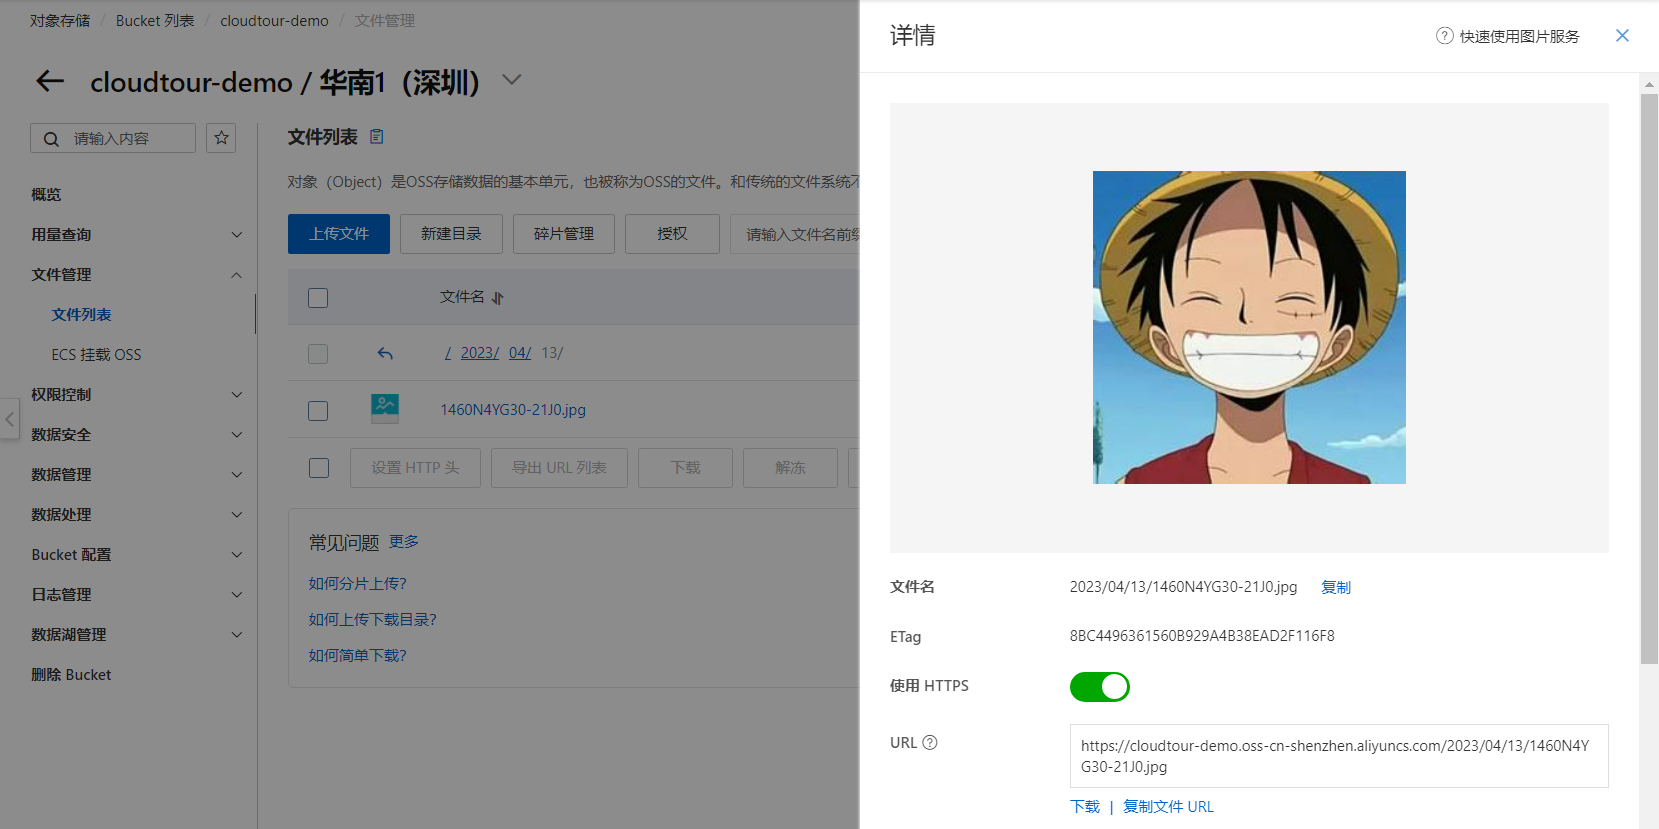 对象存储 / Bucket 列表 / cloudtour-demo / 文件管理
cloudtour-demo / 华南1（深圳）
请输入内容
概览
用量查询
文件管理
文件列表
ECS 挂载 OSS
权限控制
数据安全
数据管理
数据处理
Bucket 配置
日志管理
数据湖管理
删除 Bucket
文件列表
对象（Object）是OSS存储数据的基本单元，也被称为OSS的文件。和传统的文件系统不
上传文件 新建目录 碎片管理 授权 请输入文件名前缀
文件名
/ 2023/ 04/ 13/
1460N4YG30-21J0.jpg
设置 HTTP 头 导出 URL 列表 下载 解冻
常见问题 更多
如何分片上传?
如何上传下载目录?
如何简单下载?
详情
快速使用图片服务
文件名 2023/04/13/1460N4YG30-21J0.jpg 复制
ETag 8BC4496361560B929A4B38EAD2F116F8
使用 HTTPS
URL https://cloudtour-demo.oss-cn-shenzhen.aliyuncs.com/2023/04/13/1460N4Y
G30-21J0.jpg
下载 | 复制文件 URL